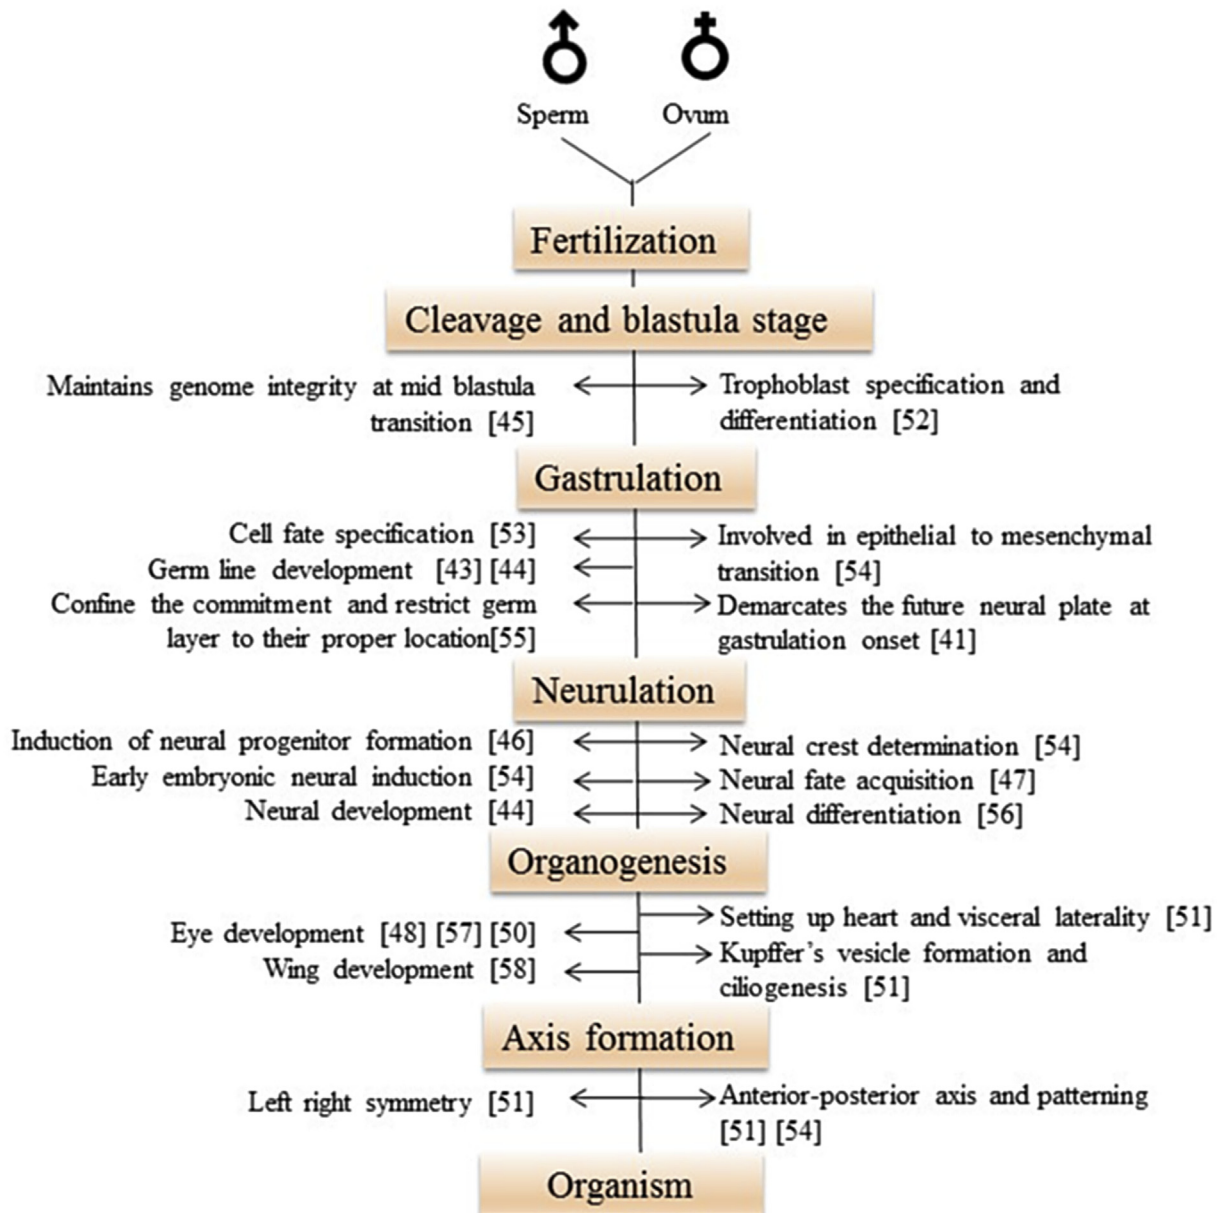 Sperm
Ovum
Fertilization
Cleavage and blastula stage
Maintains genome integrity at mid blastula
transition [45]
Trophoblast specification and
differentiation [52]
Gastrulation
Cell fate specification [53]
Germ line development [43] [44]
Confine the commitment and restrict germ
layer to their proper location[55]
Involved in epithelial to mesenchymal
transition [54]
Demarcates the future neural plate at
gastrulation onset [41]
Neurulation
Induction of neural progenitor formation [46]
Early embryonic neural induction [54]
Neural development [44]
Neural crest determination [54]
Neural fate acquisition [47]
Neural differentiation [56]
Organogenesis
Eye development [48] [57] [50]
Wing development [58]
Setting up heart and visceral laterality [51]
Kupffer's vesicle formation and
ciliogenesis [51]
Axis formation
Left right symmetry [51]
Anterior-posterior axis and patterning
[51] [54]
Organism